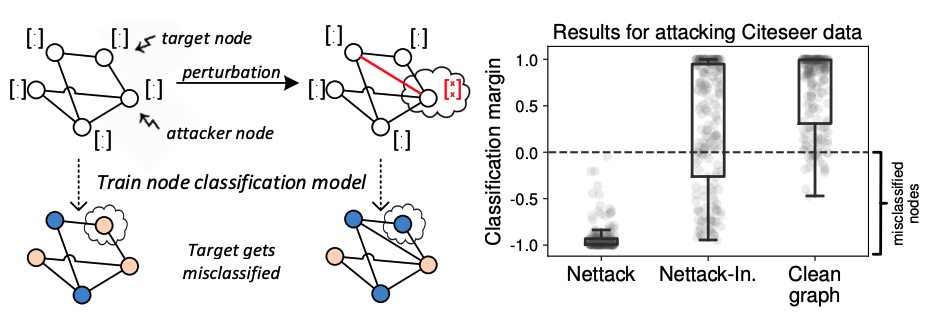 [:]
[:]
target node
[:]
[:]
attacker node
[:]
perturbation
[:]
[:]
[:]
[x
x]
[:]
Train node classification model
Target gets
misclassified
Results for attacking Citeseer data
Classification margin
1.0
0.5
0.0
-0.5
-1.0
Nettack
Nettack-In.
Clean
graph
misclassified
nodes